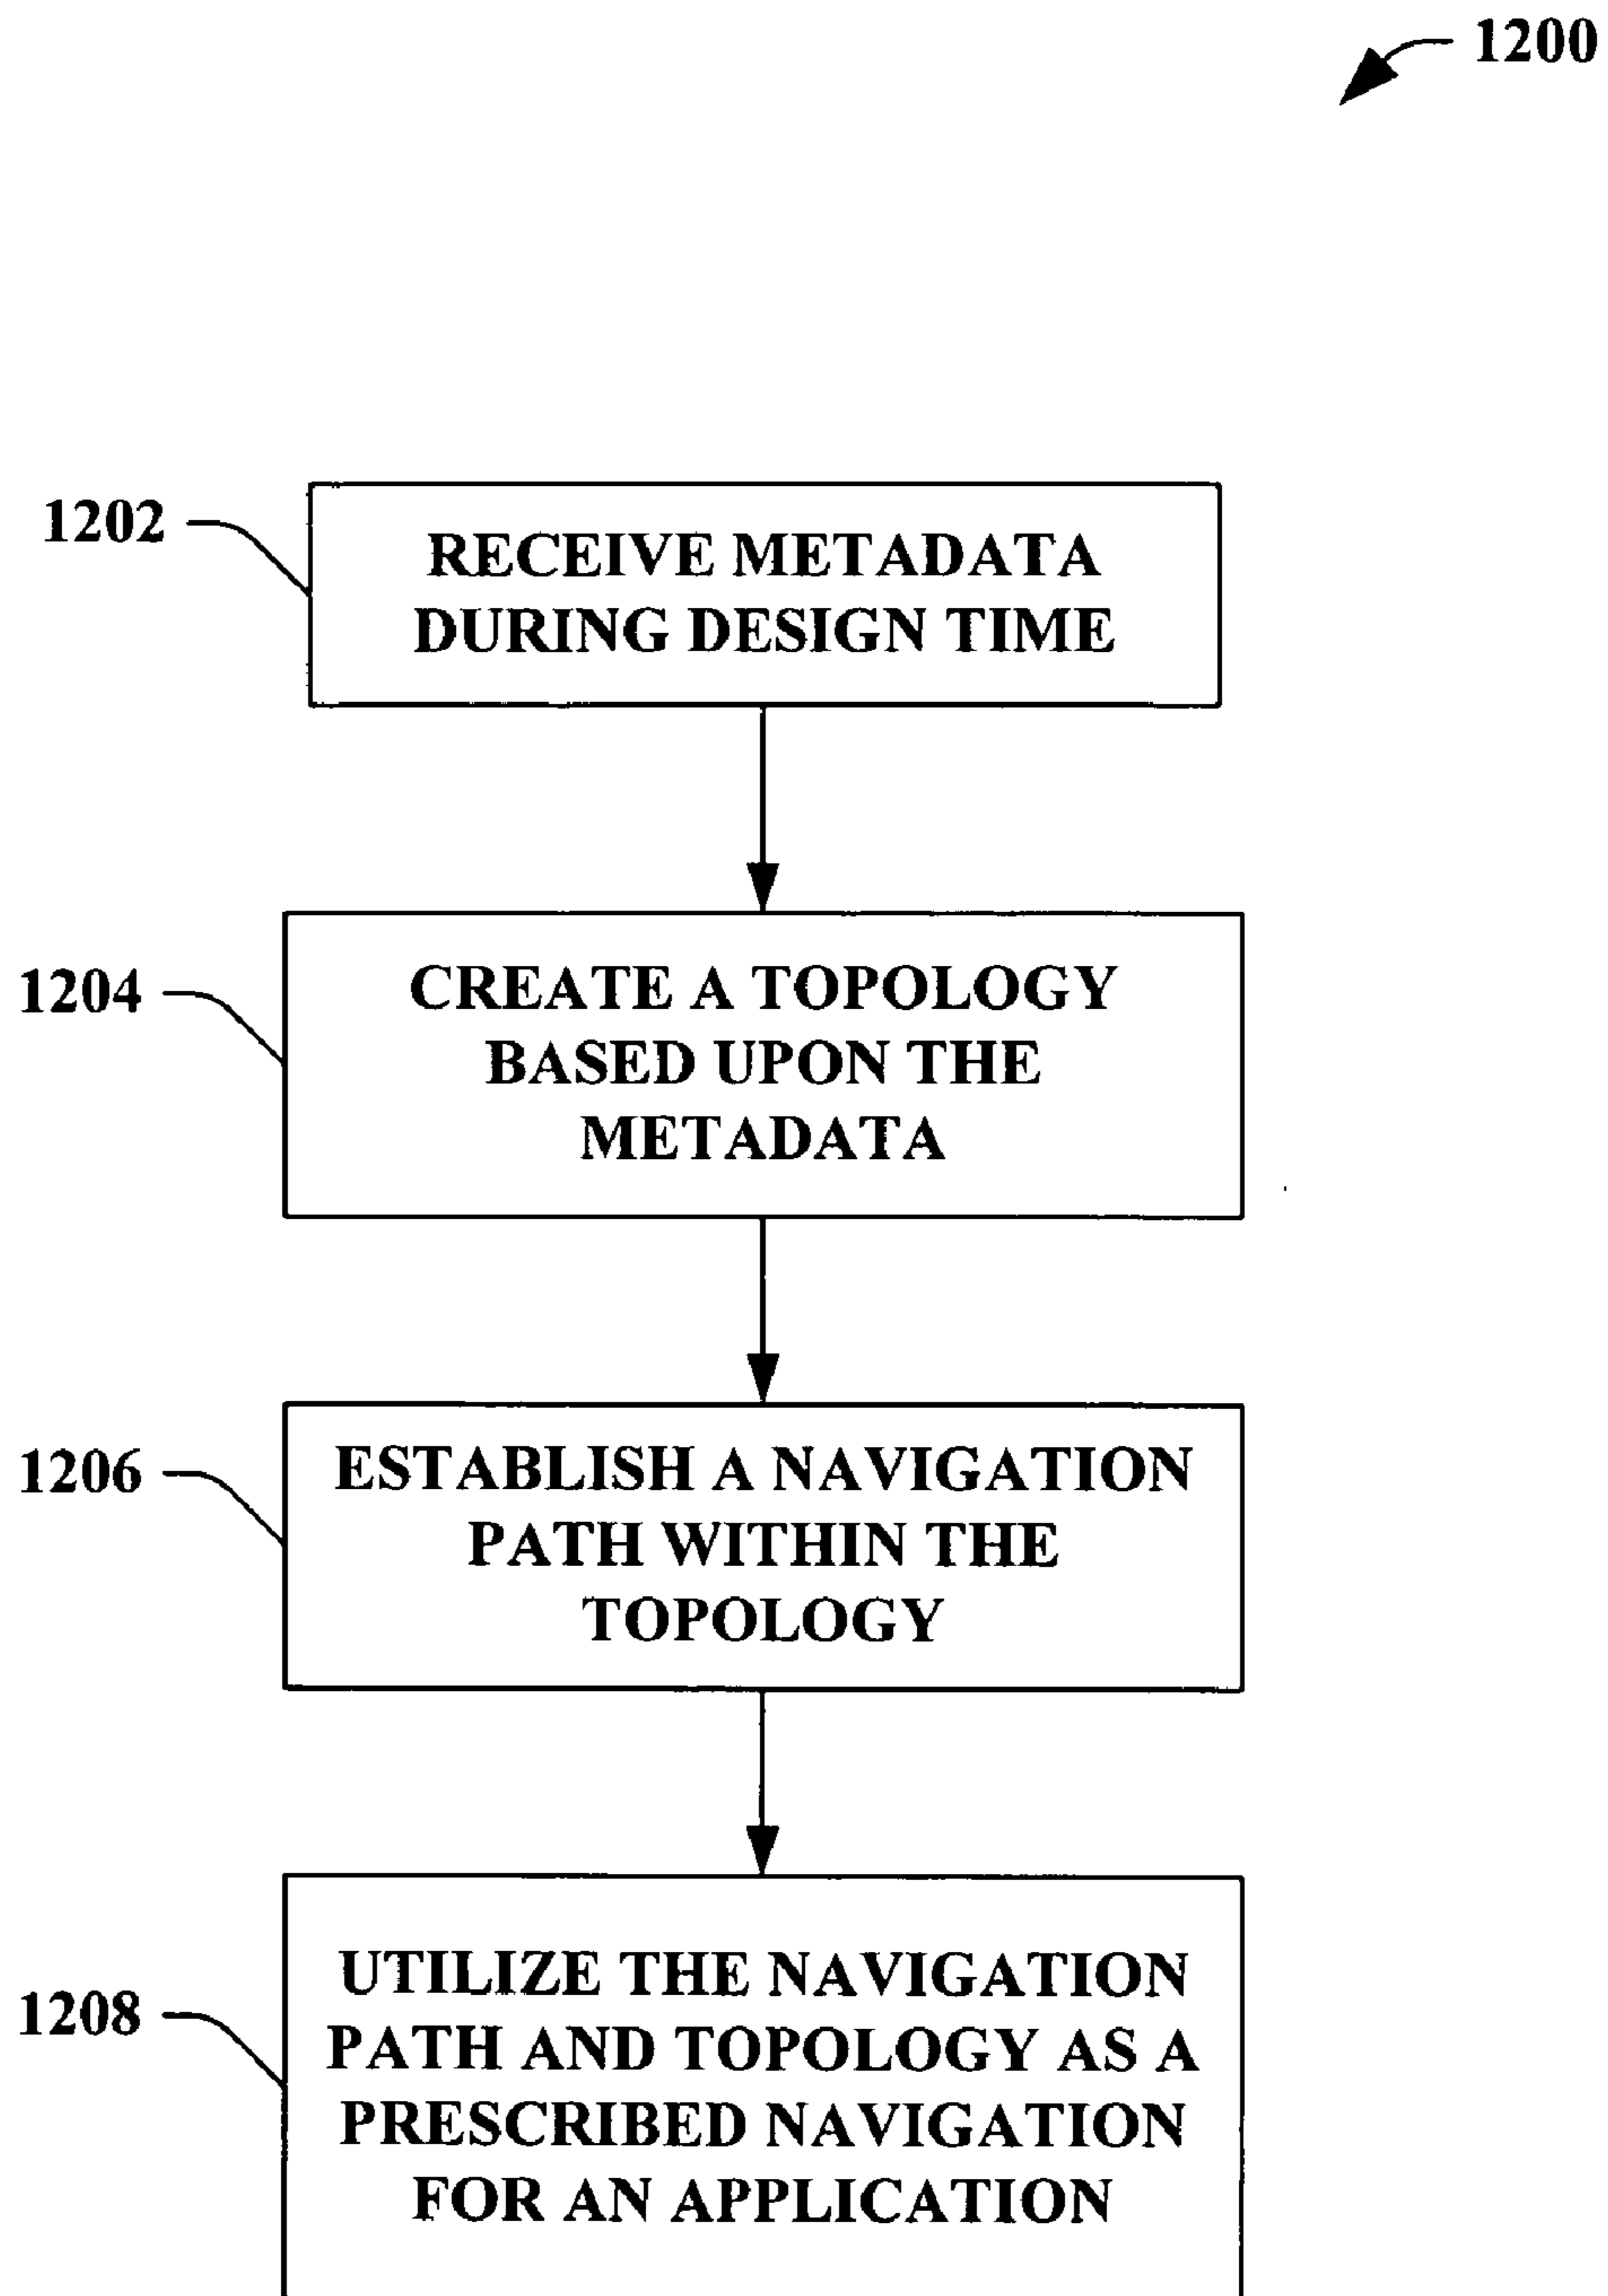 1200
1202
RECEIVE METADATA
DURING DESIGN TIME
1204
CREATE A TOPOLOGY
BASED UPON THE
METADATA
1206
ESTABLISH A NAVIGATION
PATH WITHIN THE
TOPOLOGY
1208
UTILIZE THE NAVIGATION
PATH AND TOPOLOGY AS A
PRESCRIBED NAVIGATION
FOR AN APPLICATION